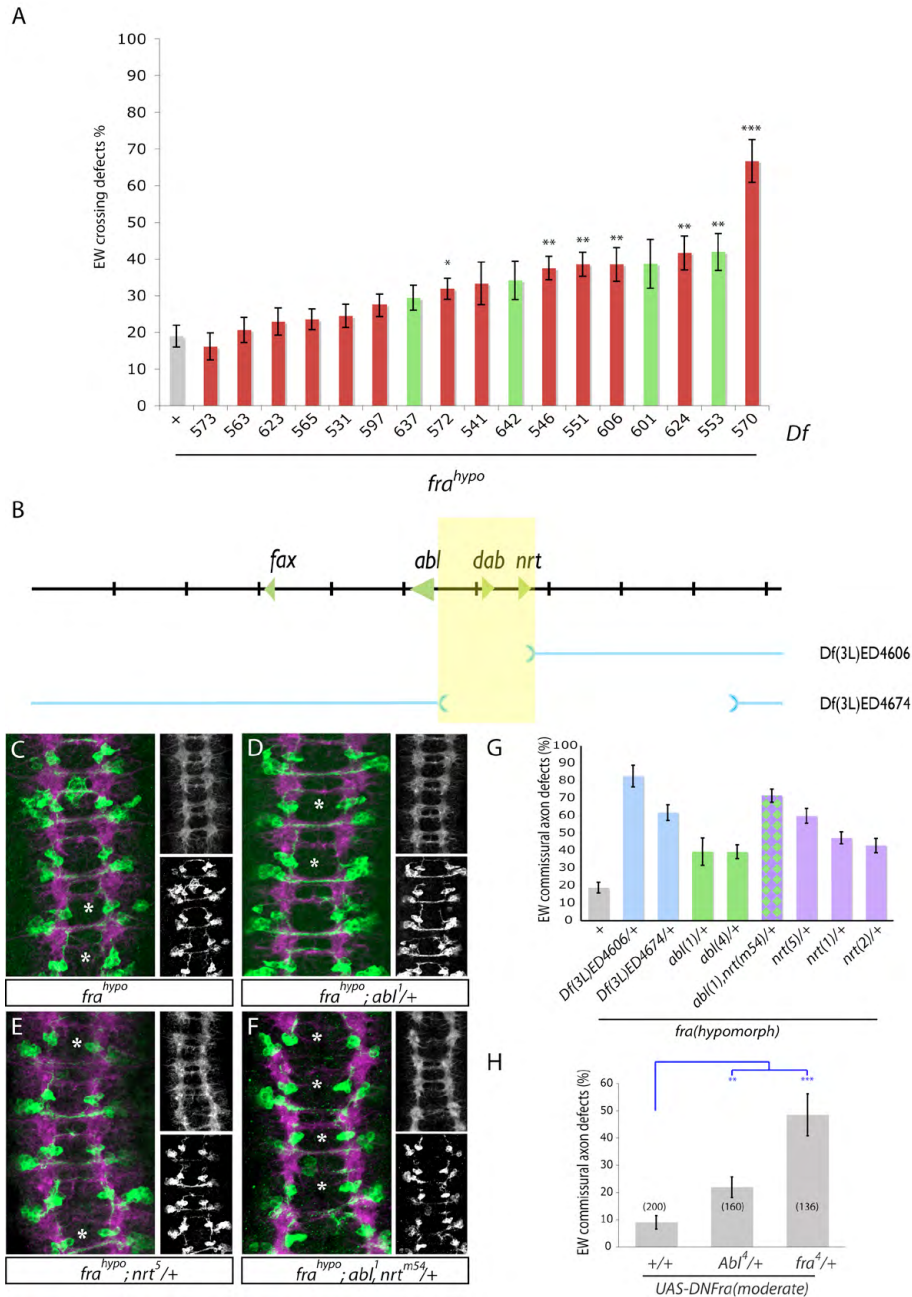 A
EW crossing defects %
100
90
80
70
60
50
40
30
20
10
0
* ** ** ** ** ** ***
+ 573 563 623 565 531 597 637 572 541 642 546 551 606 601 624 553 570
Df
fra^hypo
B
fax abl dab nrt
Df(3L)ED4606
Df(3L)ED4674
C
*
*
fra^hypo
D
*
*
fra^hypo; abl^1/+
E
*
*
fra^hypo; nrt^5/+
F
*
*
*
*
fra^hypo; abl^1, nrt^m54/+
G
EW commissural axon defects (%)
100
90
80
70
60
50
40
30
20
10
0
+ Df(3L)ED4606/+ Df(3L)ED4674/+ abl(1)/+ abl(4)/+ abl(1),nrt(m54)/+ nrt(5)/+ nrt(1)/+ nrt(2)/+
fra(hypomorph)
H
EW commissural axon defects (%)
60
50
40
30
20
10
0
** ***
(200) (160) (136)
+/+ Abl^4/+ fra^4/+
UAS-DNFra(moderate)